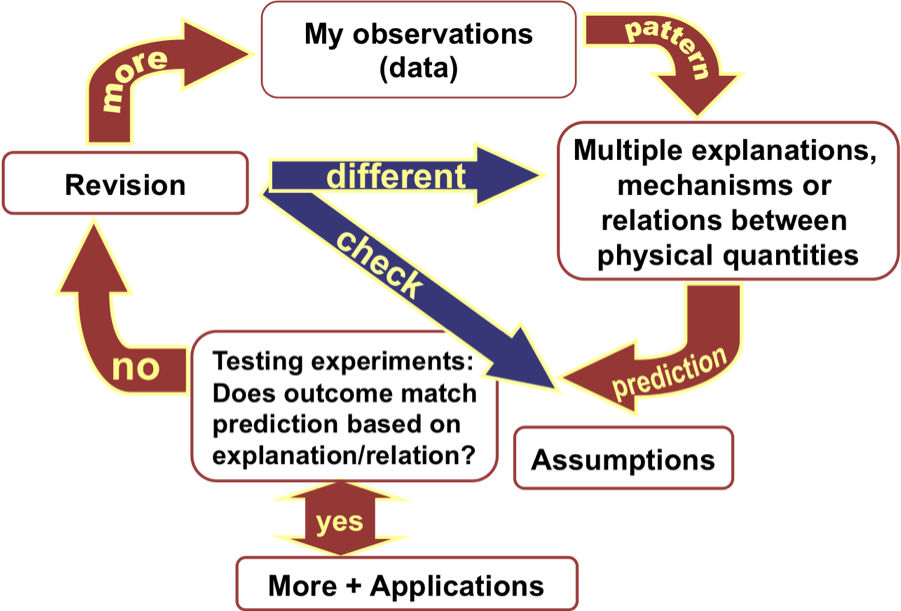 My observations
(data)
pattern
more
Multiple explanations,
mechanisms or
relations between
physical quantities
Revision
different
check
prediction
no
Testing experiments:
Does outcome match
prediction based on
explanation/relation?
Assumptions
yes
More + Applications